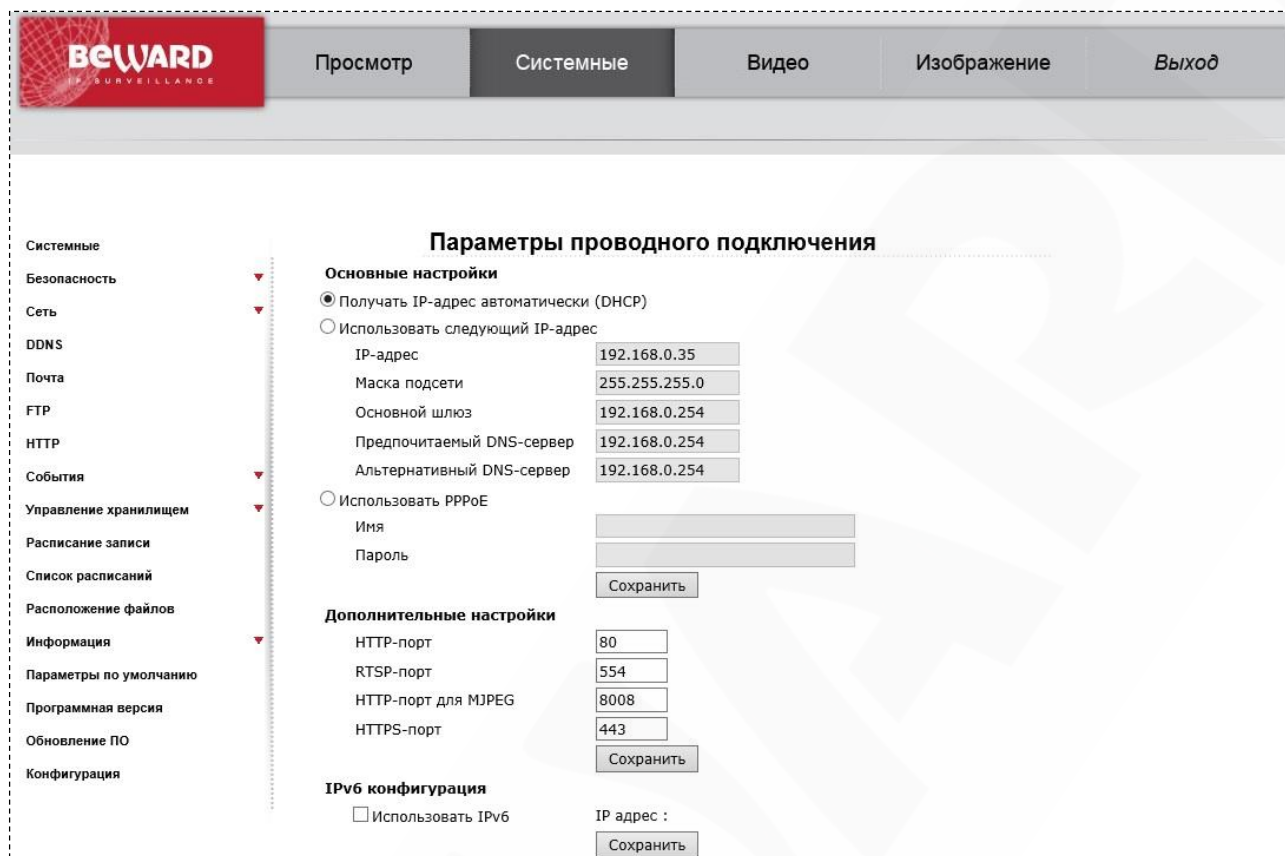 BEWARD
IP SURVEILLANCE
Просмотр Системные Видео Изображение Выход
Системные
Безопасность
Сеть
DDNS
Почта
FTP
HTTP
События
Управление хранилищем
Расписание записи
Список расписаний
Расположение файлов
Информация
Параметры по умолчанию
Программная версия
Обновление ПО
Конфигурация
Параметры проводного подключения
Основные настройки
Получать IP-адрес автоматически (DHCP)
Использовать следующий IP-адрес
IP-адрес 192.168.0.35
Маска подсети 255.255.255.0
Основной шлюз 192.168.0.254
Предпочитаемый DNS-сервер 192.168.0.254
Альтернативный DNS-сервер 192.168.0.254
Использовать PPPoE
Имя
Пароль
Сохранить
Дополнительные настройки
HTTP-порт 80
RTSP-порт 554
HTTP-порт для MJPEG 8008
HTTPS-порт 443
Сохранить
IPv6 конфигурация
Использовать IPv6 IP адрес :
Сохранить